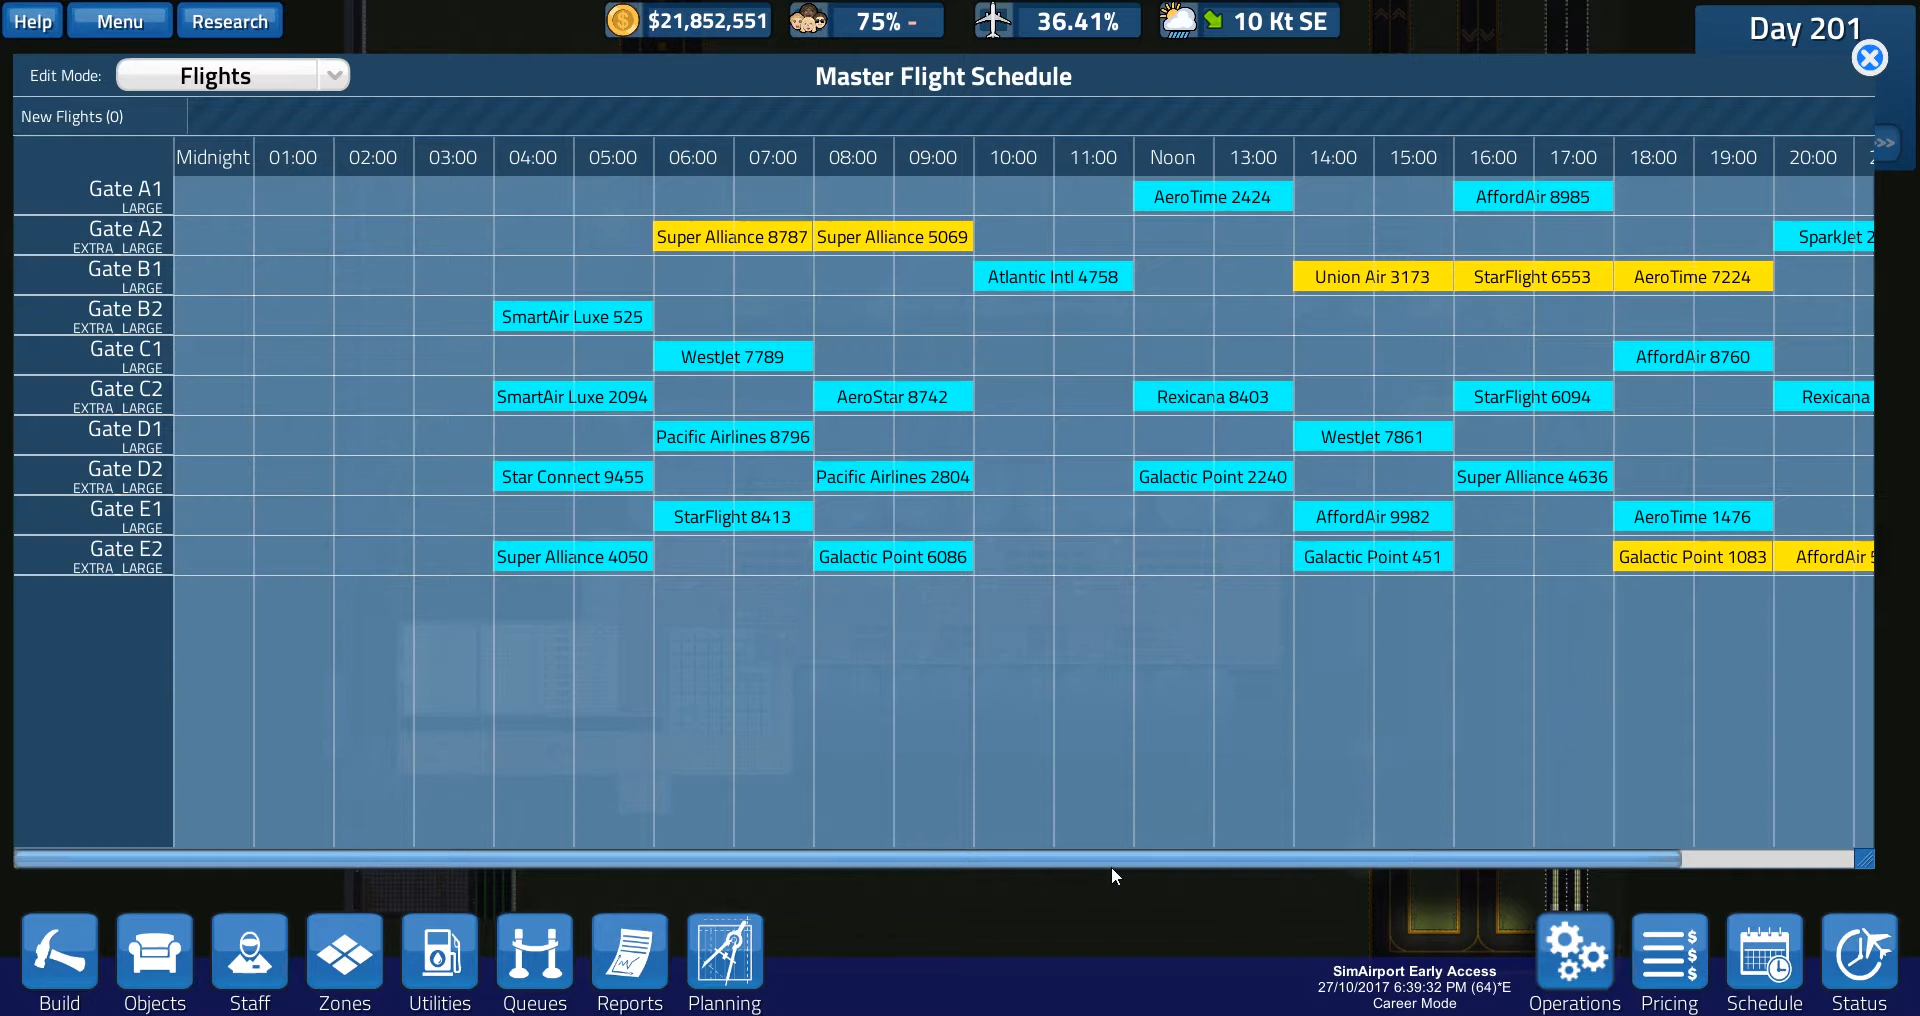 Help Menu Research $21,852,551 75% - 36.41% 10 Kt SE Day 201
Edit Mode: Flights Master Flight Schedule
New Flights (0)
Midnight 01:00 02:00 03:00 04:00 05:00 06:00 07:00 08:00 09:00 10:00 11:00 Noon 13:00 14:00 15:00 16:00 17:00 18:00 19:00 20:00
Gate A1 AeroTime 2424 AffordAir 8985
LARGE
Gate A2 Super Alliance 8787 Super Alliance 5069 SparkJet 2
EXTRA_LARGE
Gate B1 Atlantic Intl 4758 Union Air 3173 StarFlight 6553 AeroTime 7224
LARGE
Gate B2 SmartAir Luxe 525
EXTRA_LARGE
Gate C1 WestJet 7789 AffordAir 8760
LARGE
Gate C2 SmartAir Luxe 2094 AeroStar 8742 Rexicana 8403 StarFlight 6094 Rexicana
EXTRA_LARGE
Gate D1 Pacific Airlines 8796 WestJet 7861
LARGE
Gate D2 Star Connect 9455 Pacific Airlines 2804 Galactic Point 2240 Super Alliance 4636
EXTRA_LARGE
Gate E1 StarFlight 8413 AffordAir 9982 AeroTime 1476
LARGE
Gate E2 Super Alliance 4050 Galactic Point 6086 Galactic Point 451 Galactic Point 1083 AffordAir
EXTRA_LARGE
SimAirport Early Access
27/10/2017 6:39:32 PM (64)*E
Career Mode
Build Objects Staff Zones Utilities Queues Reports Planning Operations Pricing Schedule Status